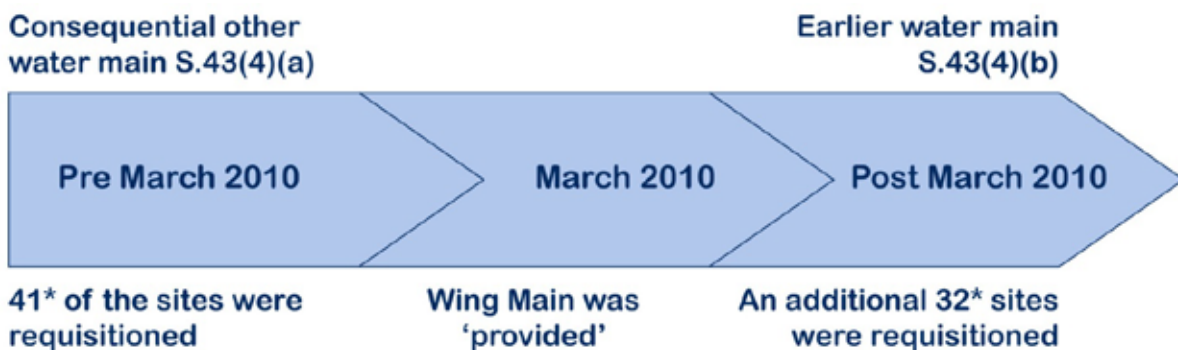 Consequential other
water main S.43(4)(a)
Earlier water main
S.43(4)(b)
Pre March 2010
March 2010
Post March 2010
41* of the sites were
requisitioned
Wing Main was
‘provided’
An additional 32* sites
were requisitioned